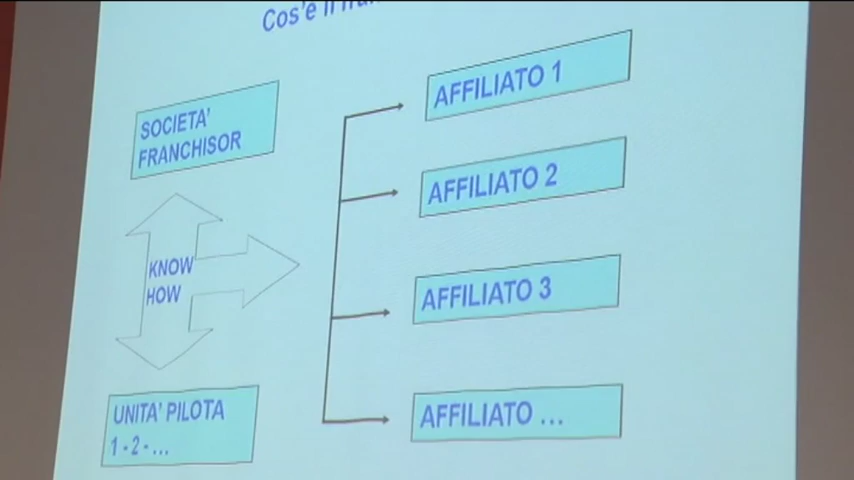 Cos'è il
SOCIETA'
FRANCHISOR
KNOW
HOW
UNITA' PILOTA
1 - 2 - ...
AFFILIATO 1
AFFILIATO 2
AFFILIATO 3
AFFILIATO ...